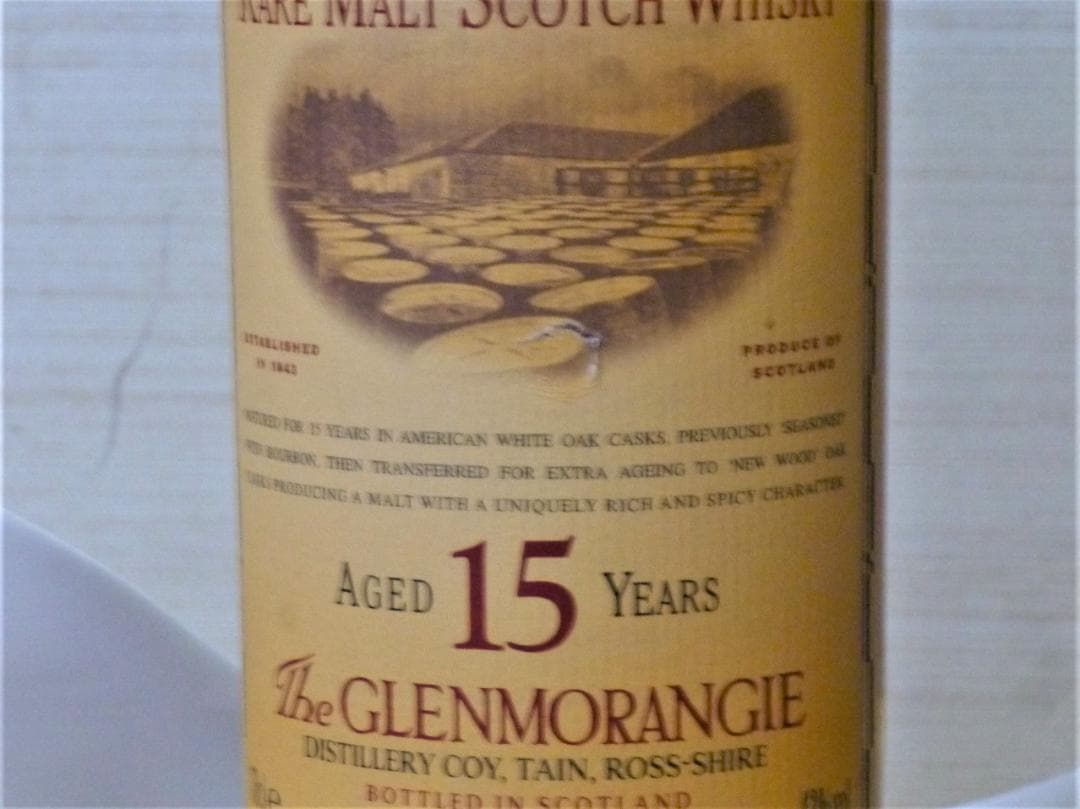 RARE MALT SCOTCH WHISKY
ESTABLISHED
IN 1843
PRODUCE OF
SCOTLAND
MATURED FOR 15 YEARS IN AMERICAN WHITE OAK CASKS, PREVIOUSLY 'SEASONED'
WITH BOURBON, THEN TRANSFERRED FOR EXTRA AGEING TO 'NEW WOOD' OAK
CASKS PRODUCING A MALT WITH A UNIQUELY RICH AND SPICY CHARACTER
AGED 15 YEARS
The GLENMORANGIE
DISTILLERY COY, TAIN, ROSS-SHIRE
BOTTLED IN SCOTLAND